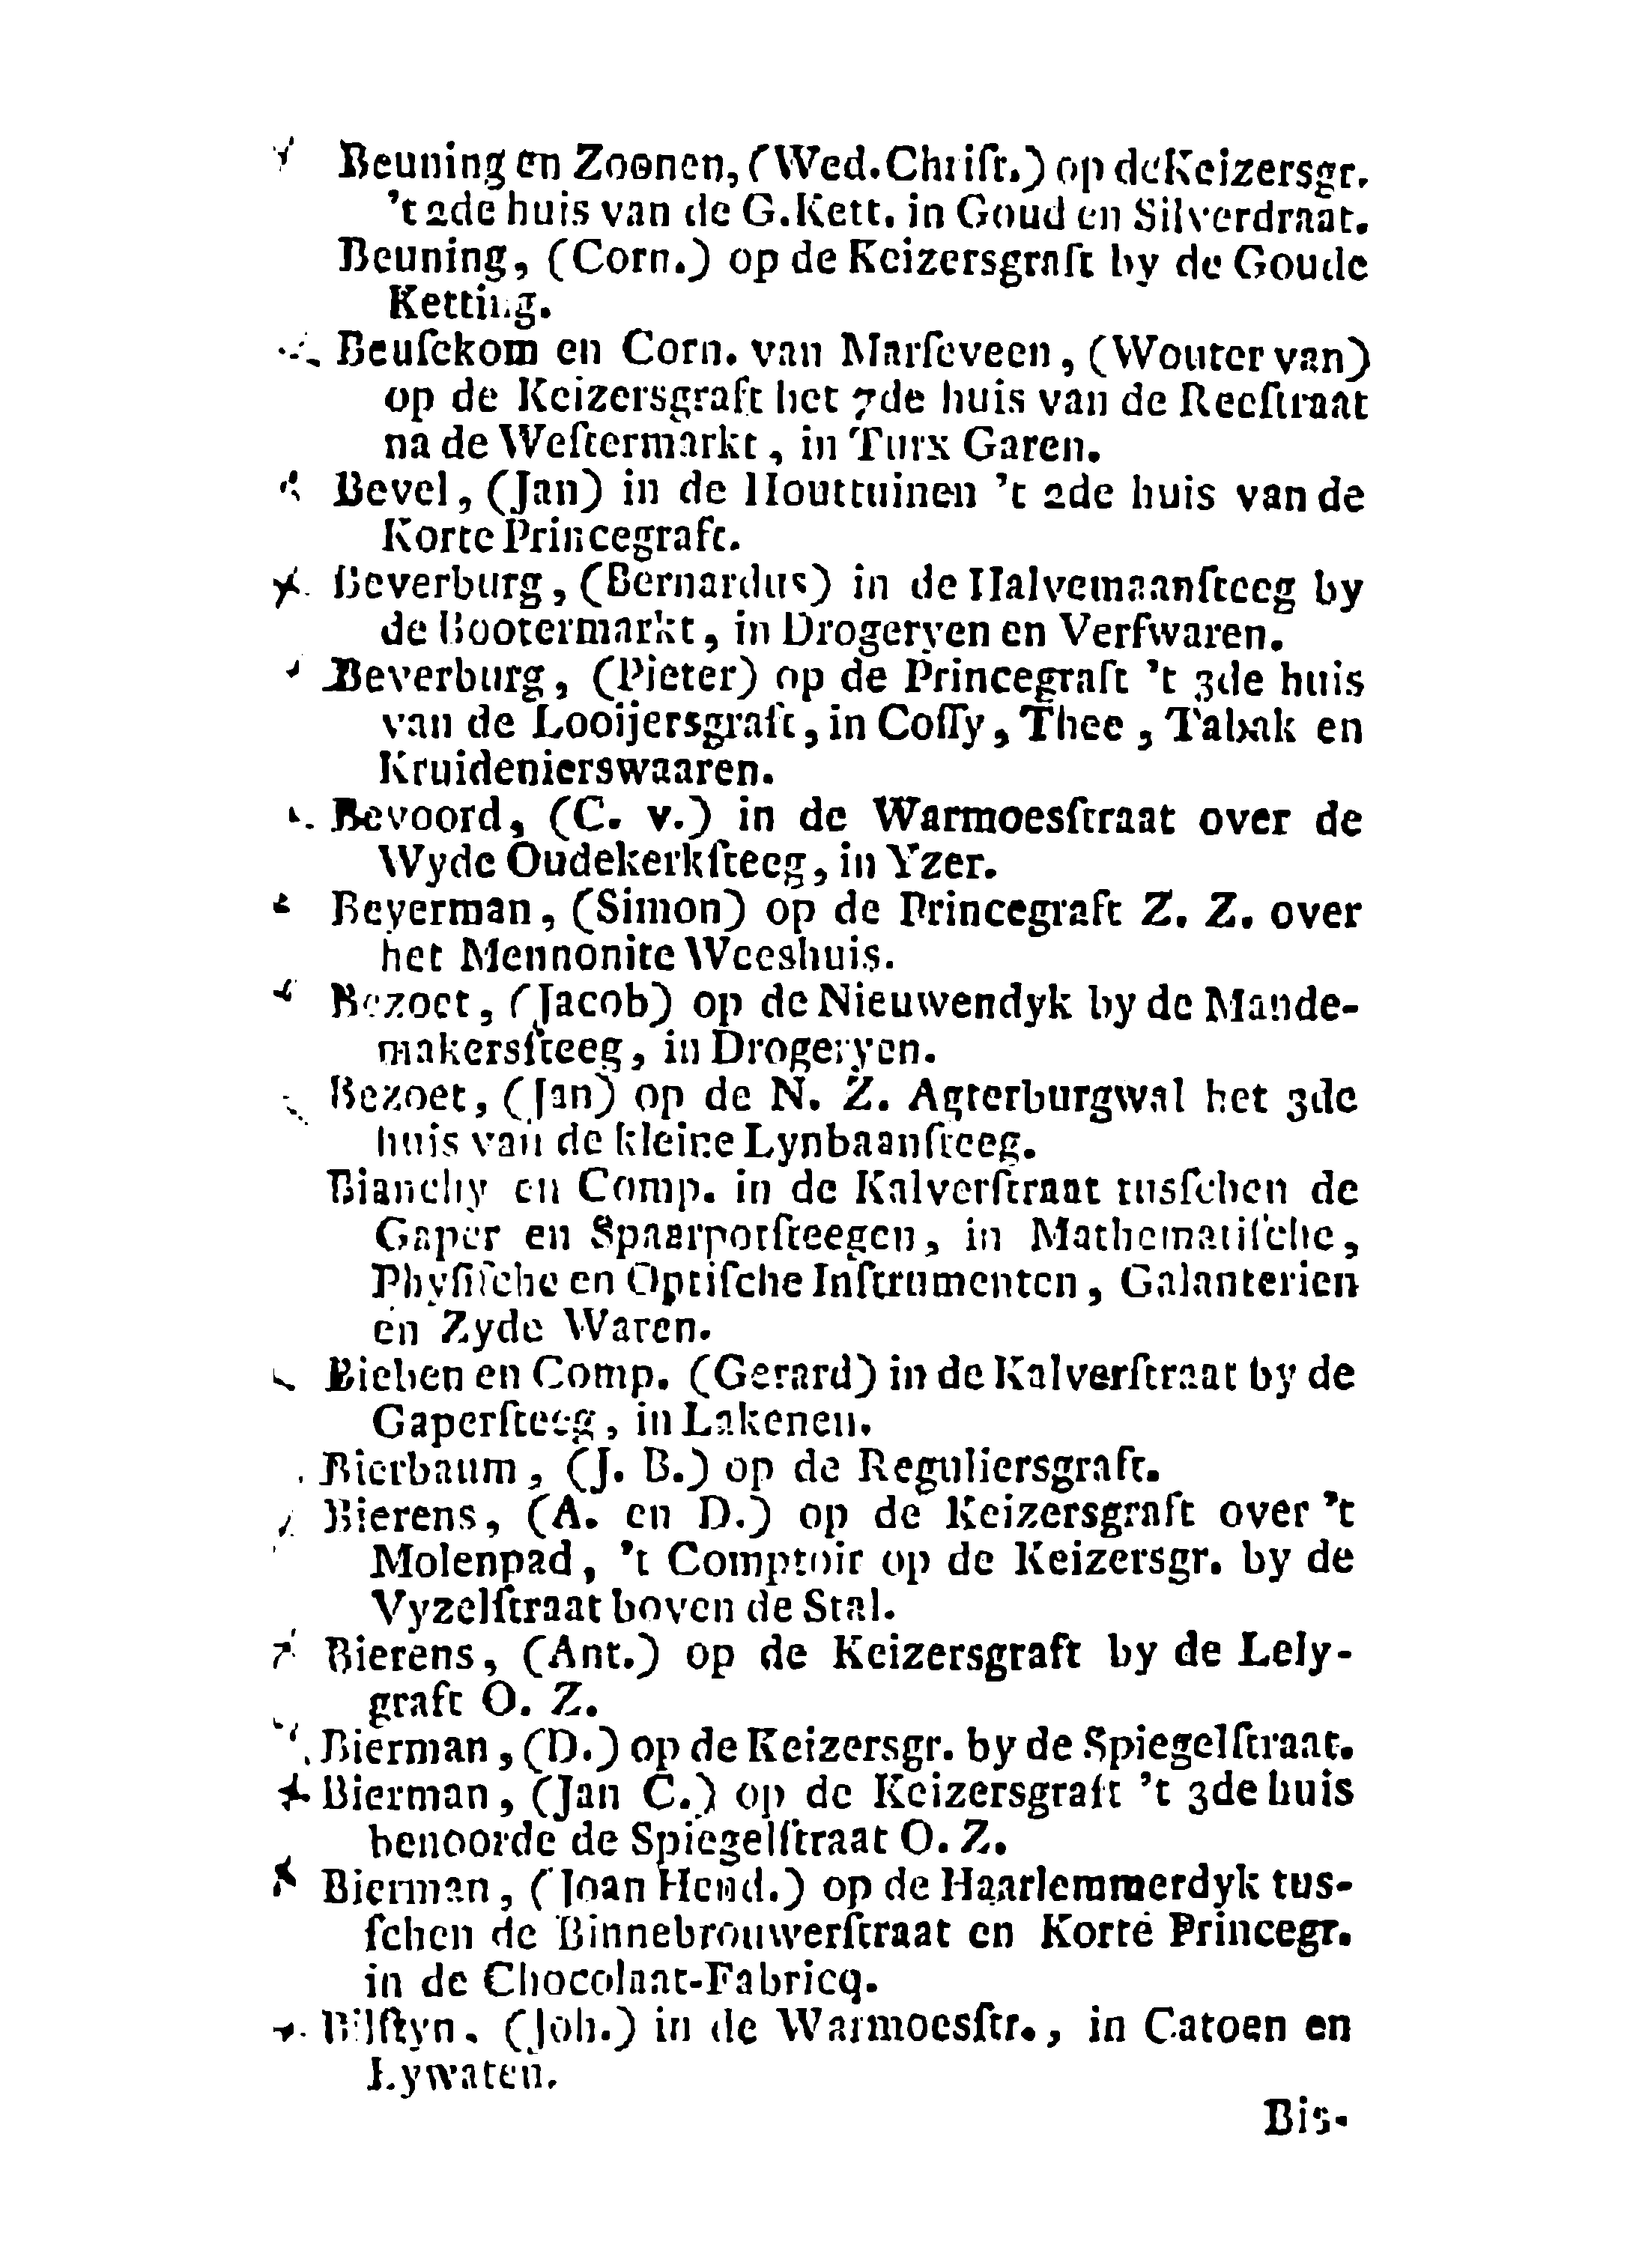 Beuning en Zoonen, (Wed. Chriſt.) op de Keizersgr.
't 2de huis van de G. Kett. in Goud en Silverdraat.
Beuning, (Corn.) op de Keizersgraft by de Goude
Ketting.
Beuſekom en Corn. van Marſeveen, (Wouter van)
op de Keizersgraft het 7de huis van de Reeſtraat
na de Weſtermarkt, in Turx Garen.
Bevel, (Jan) in de Houttuinen 't 2de huis van de
Korte Princegraft.
Beverburg, (Bernardus) in de Halvemaanſteeg by
de Bootermarkt, in Drogeryen en Verfwaren.
Beverburg, (Pieter) op de Princegraft 't 3de huis
van de Looijersgraft, in Coffy, Thee, Tabak en
Kruidenierswaaren.
Bevoord, (C. v.) in de Warmoesſtraat over de
Wyde Oudekerkſteeg, in Yzer.
Beyerman, (Simon) op de Princegraft Z. Z. over
het Mennonite Weeshuis.
Bezoet, (Jacob) op de Nieuwendyk by de Mande-
makersſteeg, in Drogeryen.
Bezoet, (Jan) op de N. Z. Agterburgwal het 3de
huis van de kleine Lynbaanſteeg.
Bianchy en Comp. in de Kalverſtraat tusſchen de
Gaper en Spaarpotſteegen, in Mathematiſche,
Phyſiſche en Optiſche Inſtrumenten, Galanterien
en Zyde Waren.
Bieben en Comp. (Gerard) in de Kalverſtraat by de
Gaperſteeg, in Lakenen.
Bierbaum, (J. B.) op de Reguliersgraft.
Bierens, (A. en D.) op de Keizersgraft over 't
Molenpad, 't Comptoir op de Keizersgr. by de
Vyzelſtraat boven de Stal.
Bierens, (Ant.) op de Keizersgraft by de Lely-
graft O. Z.
Bierman, (D.) op de Keizersgr. by de Spiegelſtraat.
Bierman, (Jan C.) op de Keizersgraft 't 3de huis
benoorde de Spiegelſtraat O. Z.
Bierman, (Joan Hend.) op de Haarlemmerdyk tus-
ſchen de Binnebrouwerſtraat en Korte Princegr.
in de Chocolaat-Fabricq.
Bilſtyn, (Joh.) in de Warmoesſtr., in Catoen en
Lywaten.
Bis-